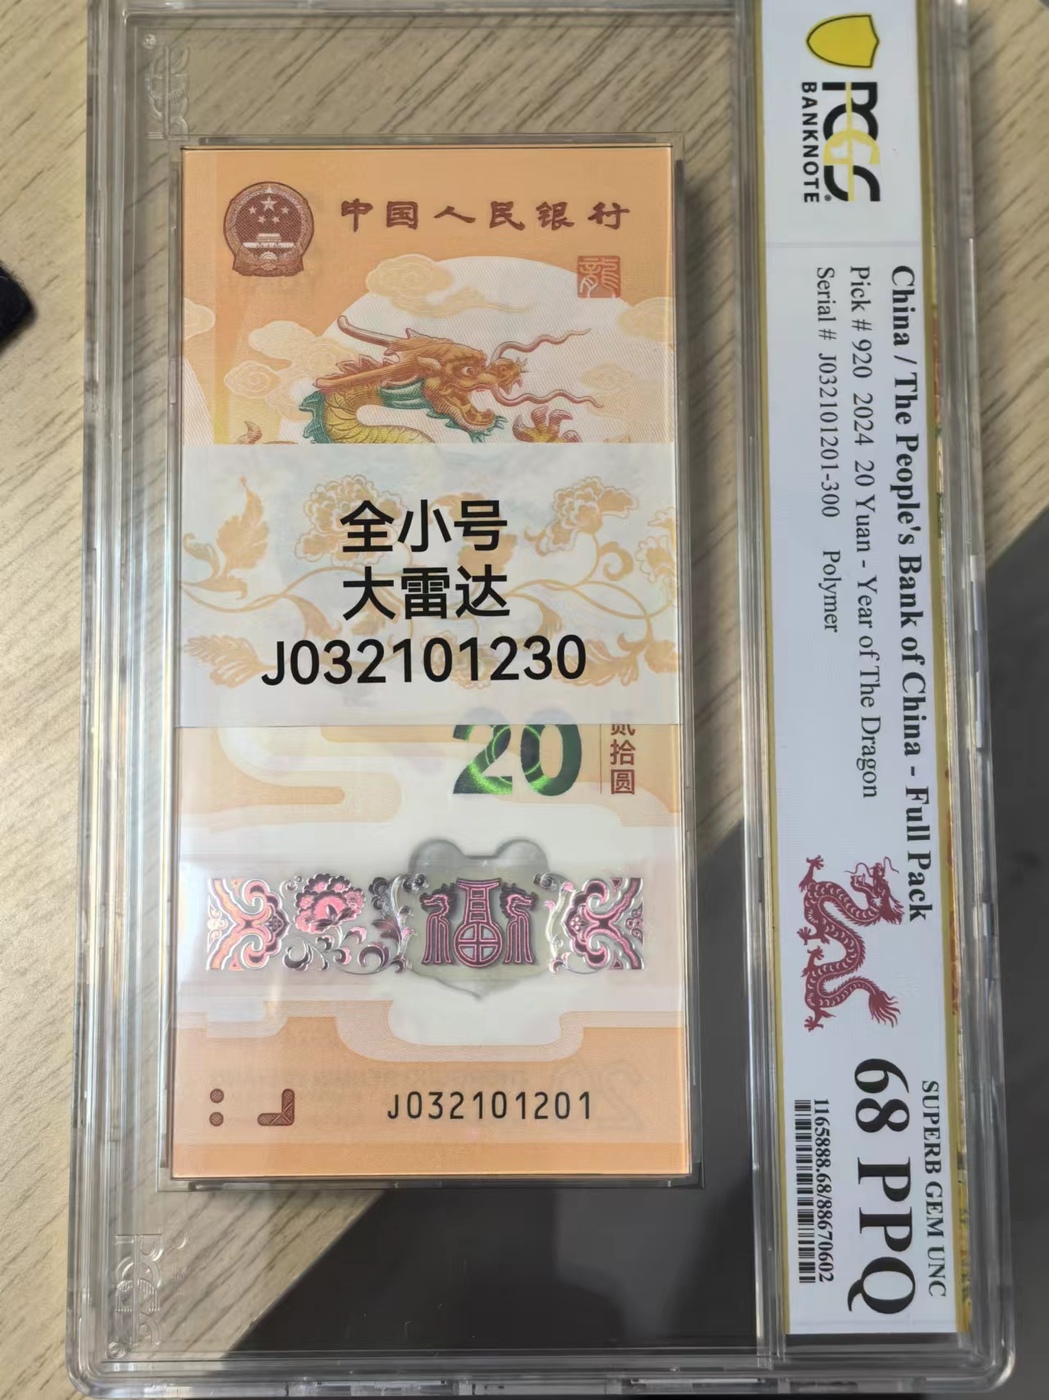 中国人民银行
龍
全小号
大雷达
J032101230
20
贰拾圆
J032101201
PCGS
BANKNOTE
China / The People's Bank of China - Full Pack
Pick # 920 2024 20 Yuan - Year of The Dragon
Serial # J032101201-300 Polymer
SUPERB GEM UNC
68 PPQ
1165888.68/88670602